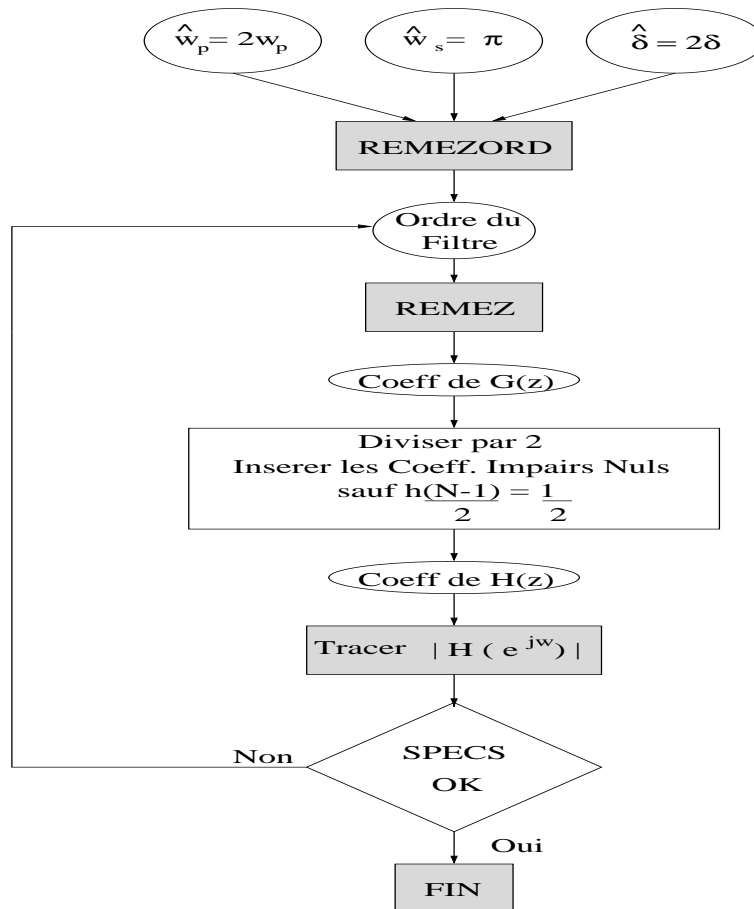 ŵp = 2wp
ŵs = π
δ̂ = 2δ
REMEZORD
Ordre du
Filtre
REMEZ
Coeff de G(z)
Diviser par 2
Inserer les Coeff. Impairs Nuls
sauf h(N-1)/2 = 1/2
Coeff de H(z)
Tracer | H ( e^jw) |
SPECS
OK
Non
Oui
FIN